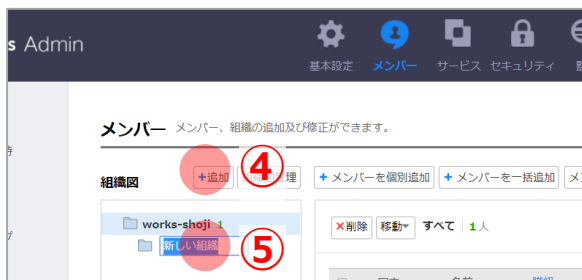 s Admin
基本設定 メンバー サービス セキュリティ
メンバー メンバー、組織の追加及び修正ができます。
組織図 +追加 ④ 理 + メンバーを個別追加 + メンバーを一括追加
works-shoji 1
×削除 移動 すべて | 1人
新しい組織 ⑤